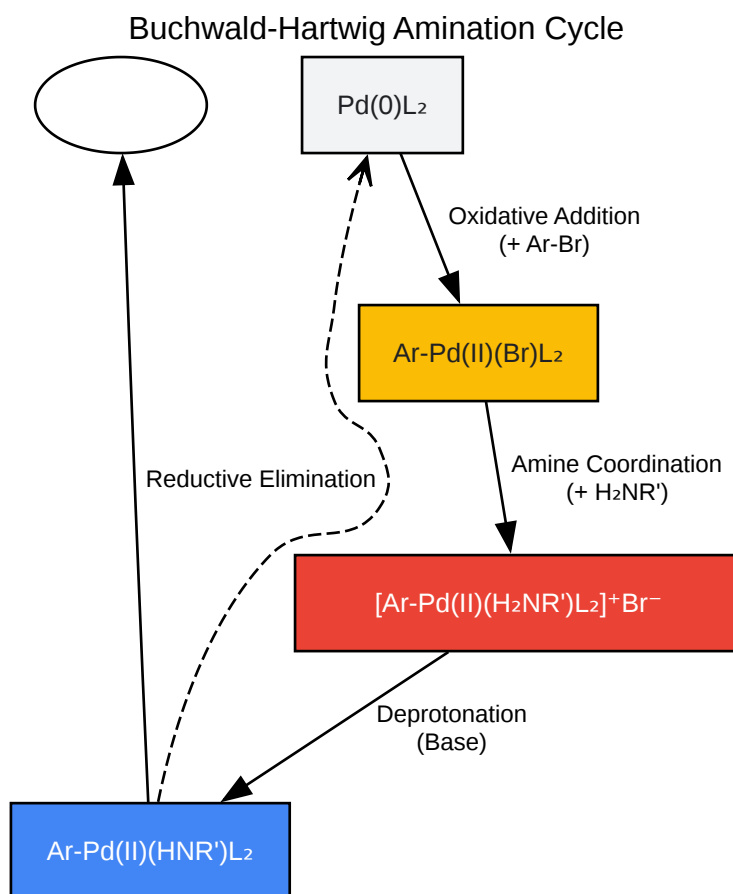 Buchwald-Hartwig Amination Cycle
Pd(0)L₂
Oxidative Addition
(+ Ar-Br)
Ar-Pd(II)(Br)L₂
Amine Coordination
(+ H₂NR')
Reductive Elimination
[Ar-Pd(II)(H₂NR')L₂]⁺Br⁻
Deprotonation
(Base)
Ar-Pd(II)(HNR')L₂